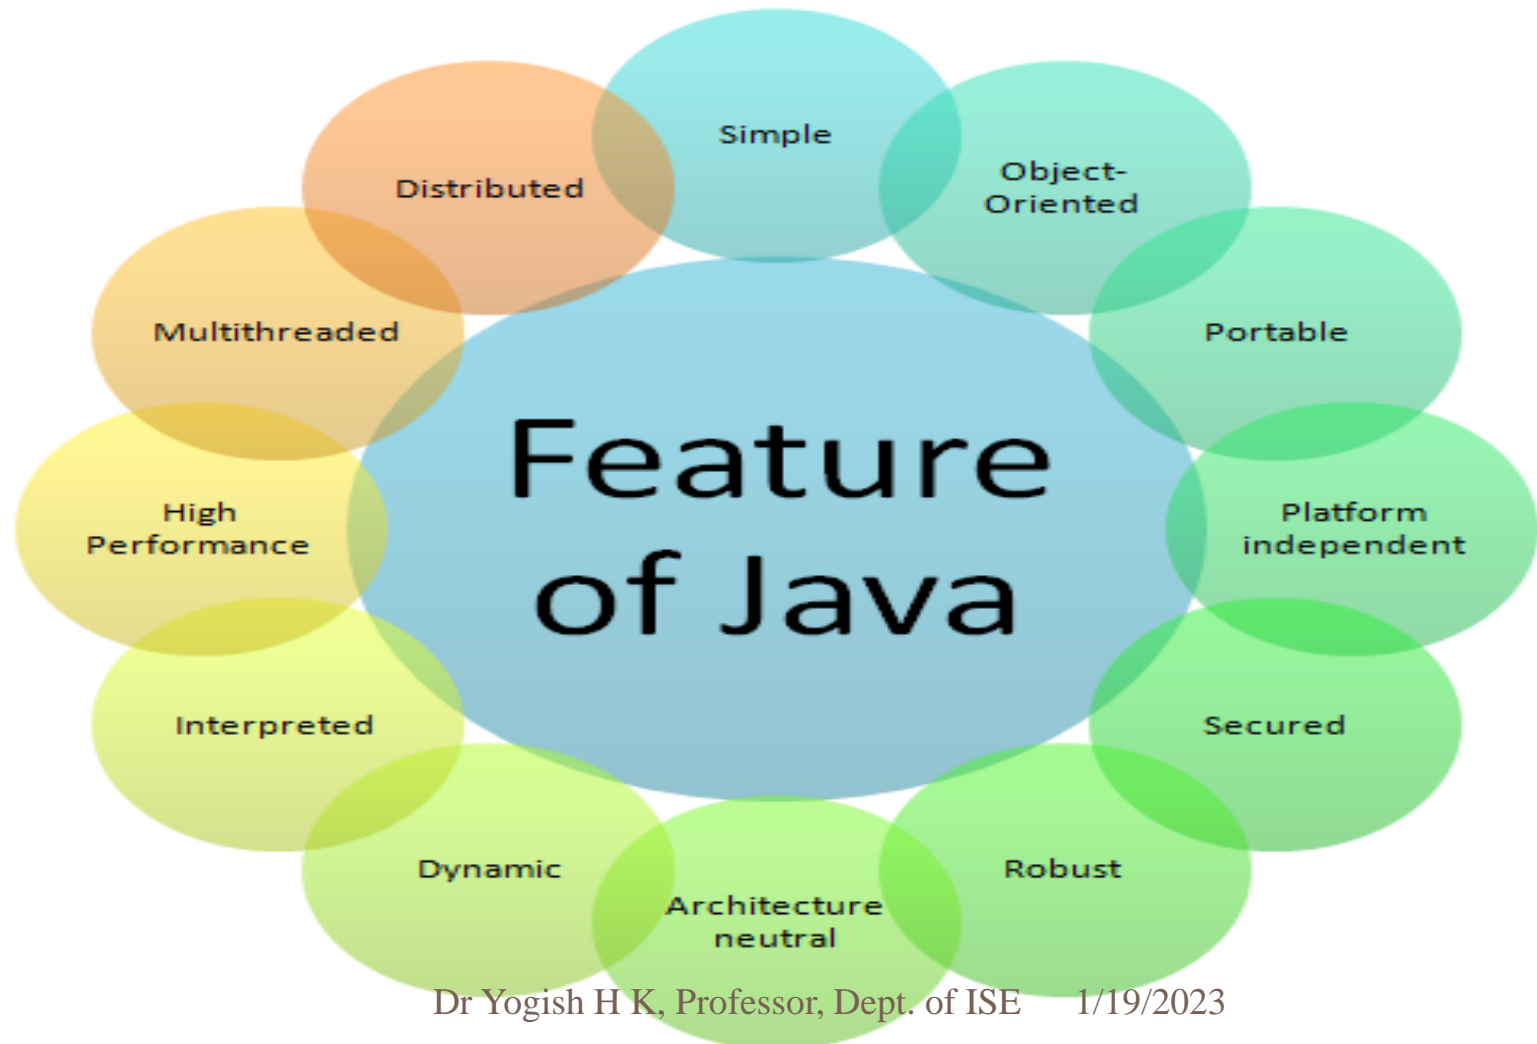 Feature
of Java
Simple
Object-
Oriented
Portable
Platform
independent
Secured
Robust
Architecture
neutral
Dynamic
Interpreted
High
Performance
Multithreaded
Distributed
Dr Yogish H K, Professor, Dept. of ISE 1/19/2023